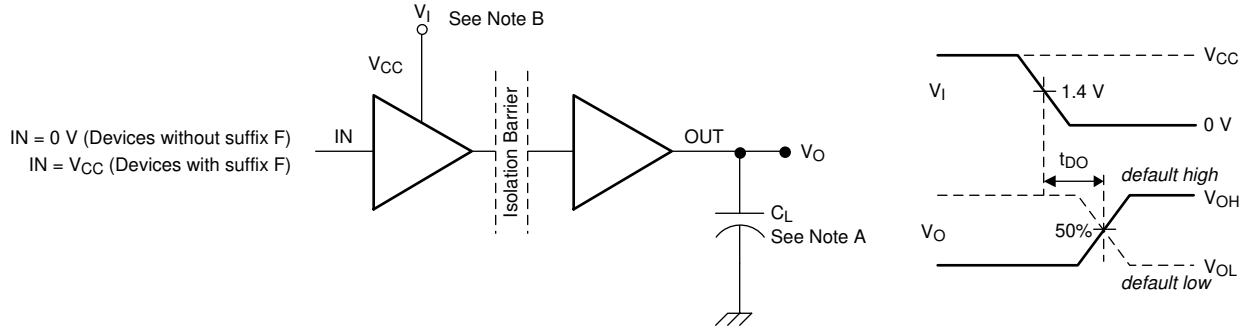 V_I See Note B
V_CC
IN = 0 V (Devices without suffix F)
IN = V_CC (Devices with suffix F)
IN
Isolation Barrier
OUT
V_O
C_L
See Note A
V_I
V_CC
1.4 V
0 V
t_DO
default high
V_OH
V_O
50%
default low
V_OL